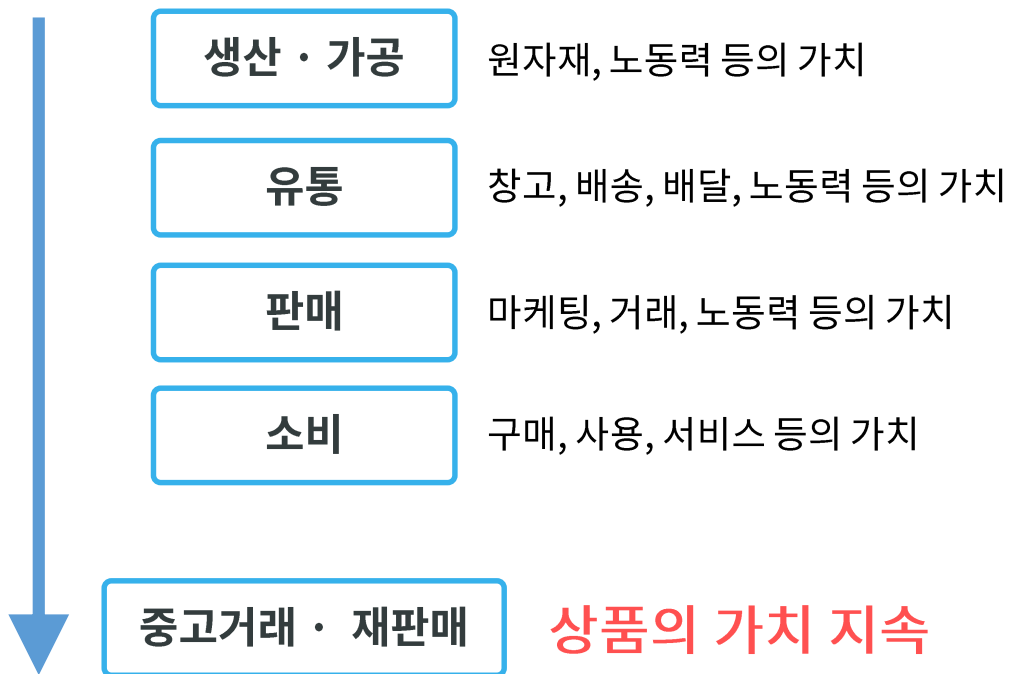 생산 · 가공
원자재, 노동력 등의 가치
유통
창고, 배송, 배달, 노동력 등의 가치
판매
마케팅, 거래, 노동력 등의 가치
소비
구매, 사용, 서비스 등의 가치
중고거래 · 재판매
상품의 가치 지속